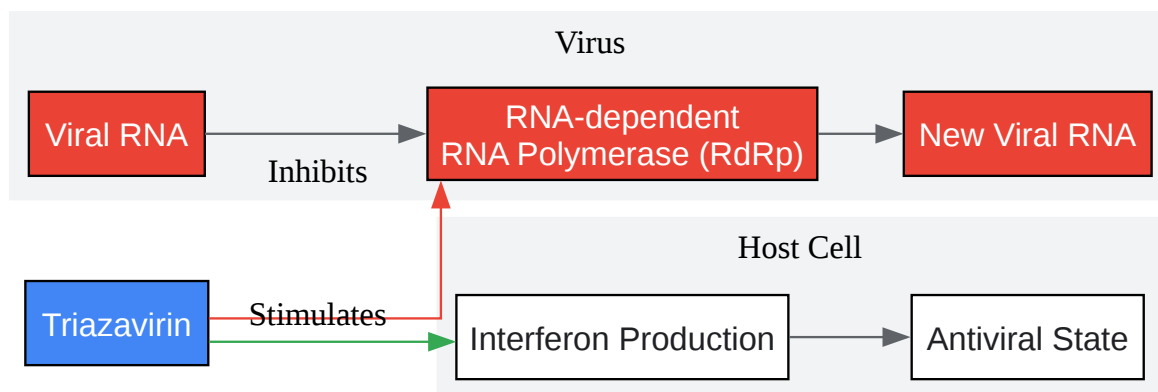 Virus
Viral RNA
RNA-dependent
RNA Polymerase (RdRp)
New Viral RNA
Inhibits
Host Cell
Triazavirin
Stimulates
Interferon Production
Antiviral State